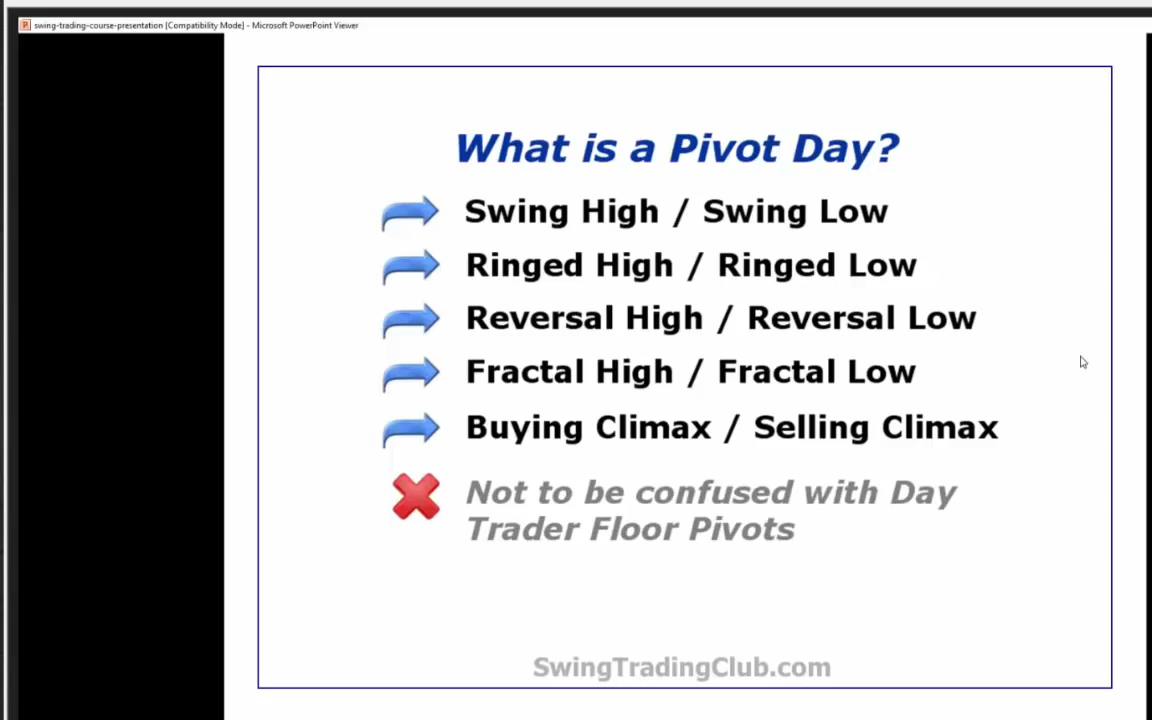 swing-trading-course-presentation [Compatibility Mode] - Microsoft PowerPoint Viewer
What is a Pivot Day?
Swing High / Swing Low
Ringed High / Ringed Low
Reversal High / Reversal Low
Fractal High / Fractal Low
Buying Climax / Selling Climax
Not to be confused with Day
Trader Floor Pivots
SwingTradingClub.com